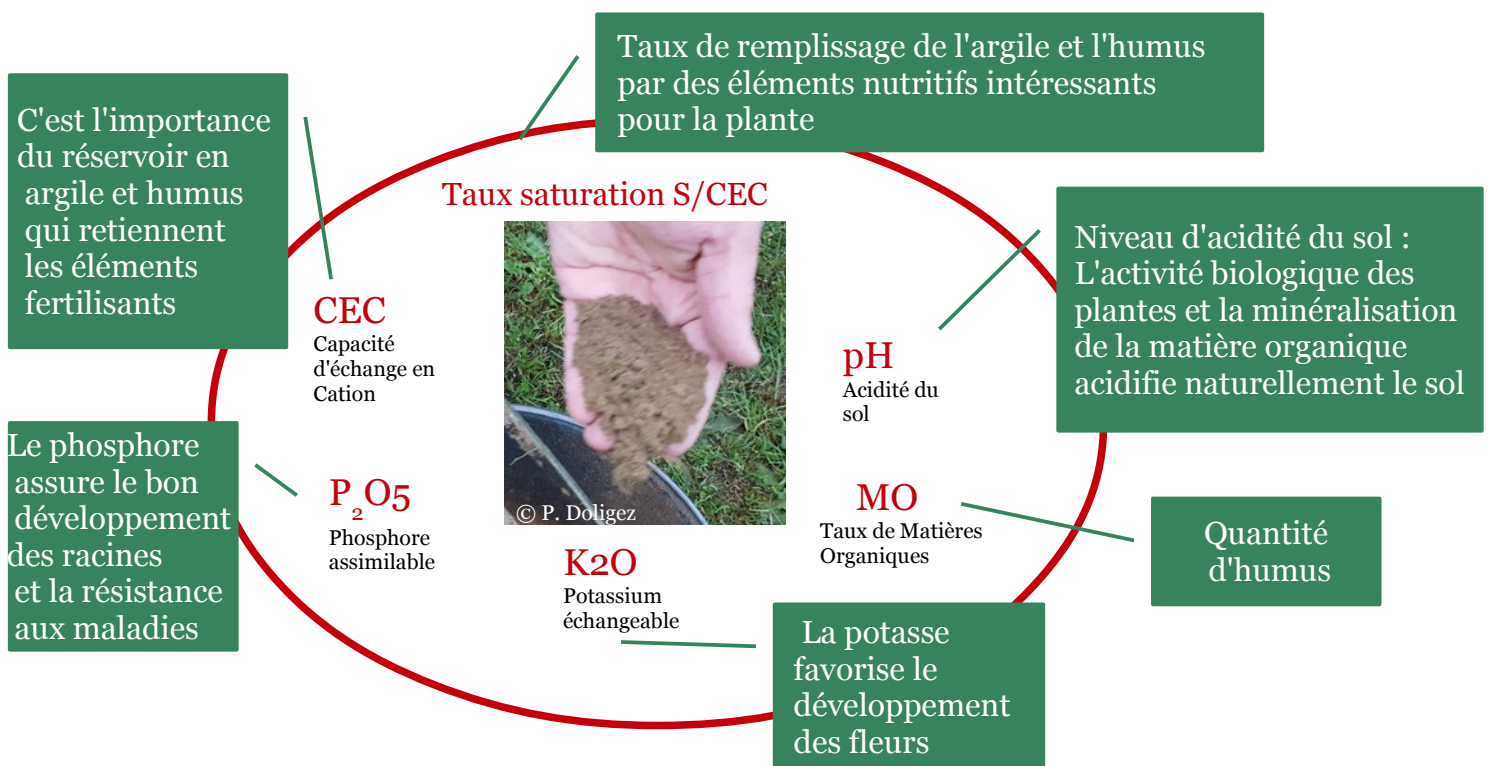 Taux de remplissage de l'argile et l'humus
par des éléments nutritifs intéressants
pour la plante
C'est l'importance
du réservoir en
argile et humus
qui retiennent
les éléments
fertilisants
Taux saturation S/CEC
Niveau d'acidité du sol :
L'activité biologique des
plantes et la minéralisation
de la matière organique
acidifie naturellement le sol
CEC
Capacité
d'échange en
Cation
pH
Acidité du
sol
Le phosphore
assure le bon
développement
des racines
et la résistance
aux maladies
P₂O5
Phosphore
assimilable
© P. Doligez
MO
Taux de Matières
Organiques
Quantité
d'humus
K2O
Potassium
échangeable
La potasse
favorise le
développement
des fleurs